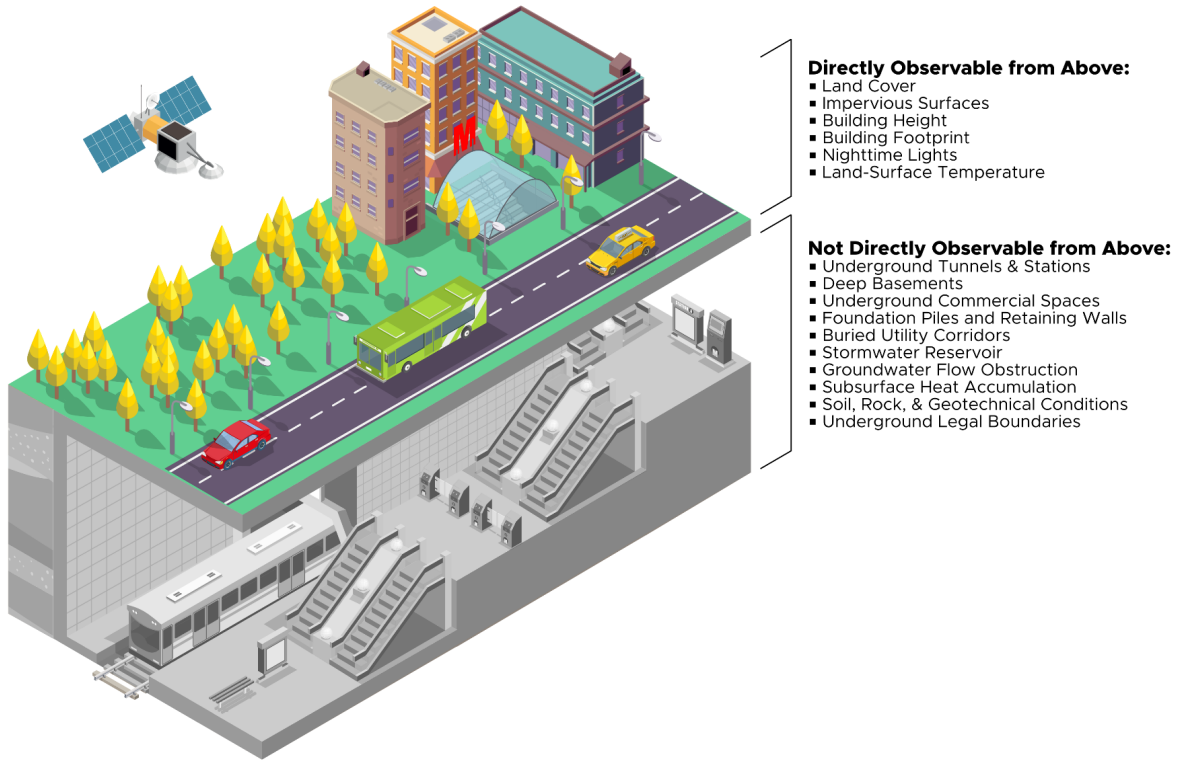 M
Directly Observable from Above:
▪ Land Cover
▪ Impervious Surfaces
▪ Building Height
▪ Building Footprint
▪ Nighttime Lights
▪ Land-Surface Temperature
Not Directly Observable from Above:
▪ Underground Tunnels & Stations
▪ Deep Basements
▪ Underground Commercial Spaces
▪ Foundation Piles and Retaining Walls
▪ Buried Utility Corridors
▪ Stormwater Reservoir
▪ Groundwater Flow Obstruction
▪ Subsurface Heat Accumulation
▪ Soil, Rock, & Geotechnical Conditions
▪ Underground Legal Boundaries